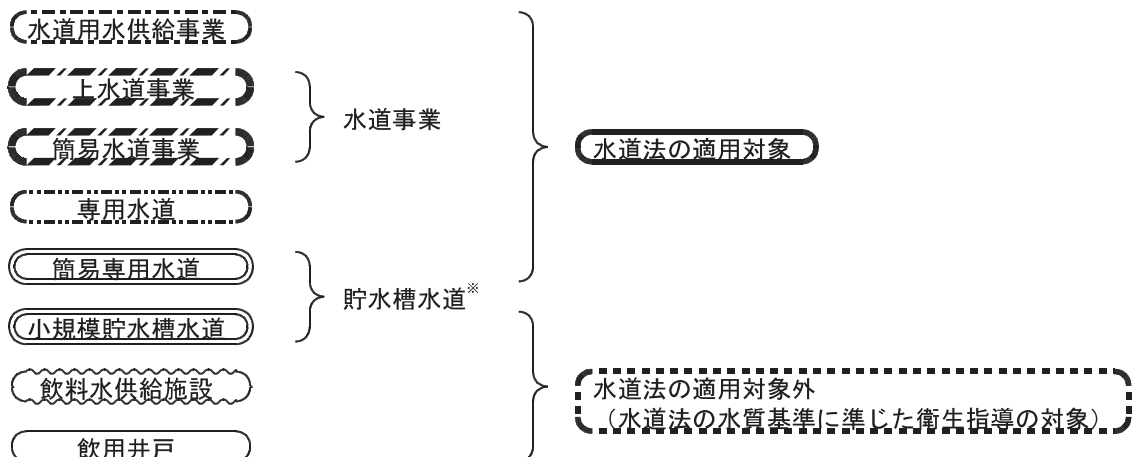 水道用水供給事業
上水道事業
水道事業
簡易水道事業
水道法の適用対象
専用水道
簡易専用水道
貯水槽水道※
小規模貯水槽水道
飲料水供給施設
水道法の適用対象外
(水道法の水質基準に準じた衛生指導の対象)
飲用井戸